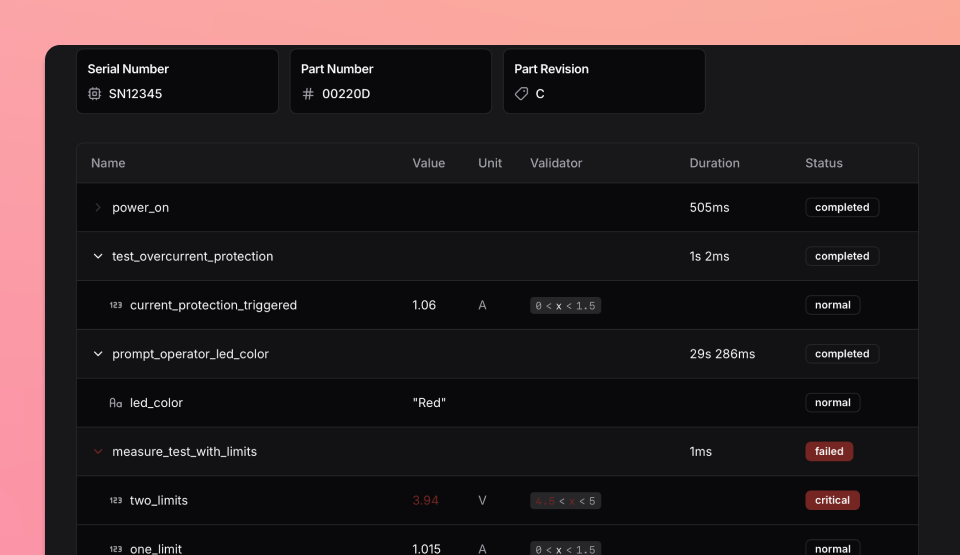 Serial Number
SN12345
Part Number
# 00220D
Part Revision
C
Name Value Unit Validator Duration Status
power_on 505ms completed
test_overcurrent_protection 1s 2ms completed
123 current_protection_triggered 1.06 A 0 < x < 1.5 normal
prompt_operator_led_color 29s 286ms completed
Aa led_color "Red" normal
measure_test_with_limits 1ms failed
123 two_limits 3.94 V 4.5 < x < 5 critical
123 one_limit 1.015 A 0 < x < 1.5 normal